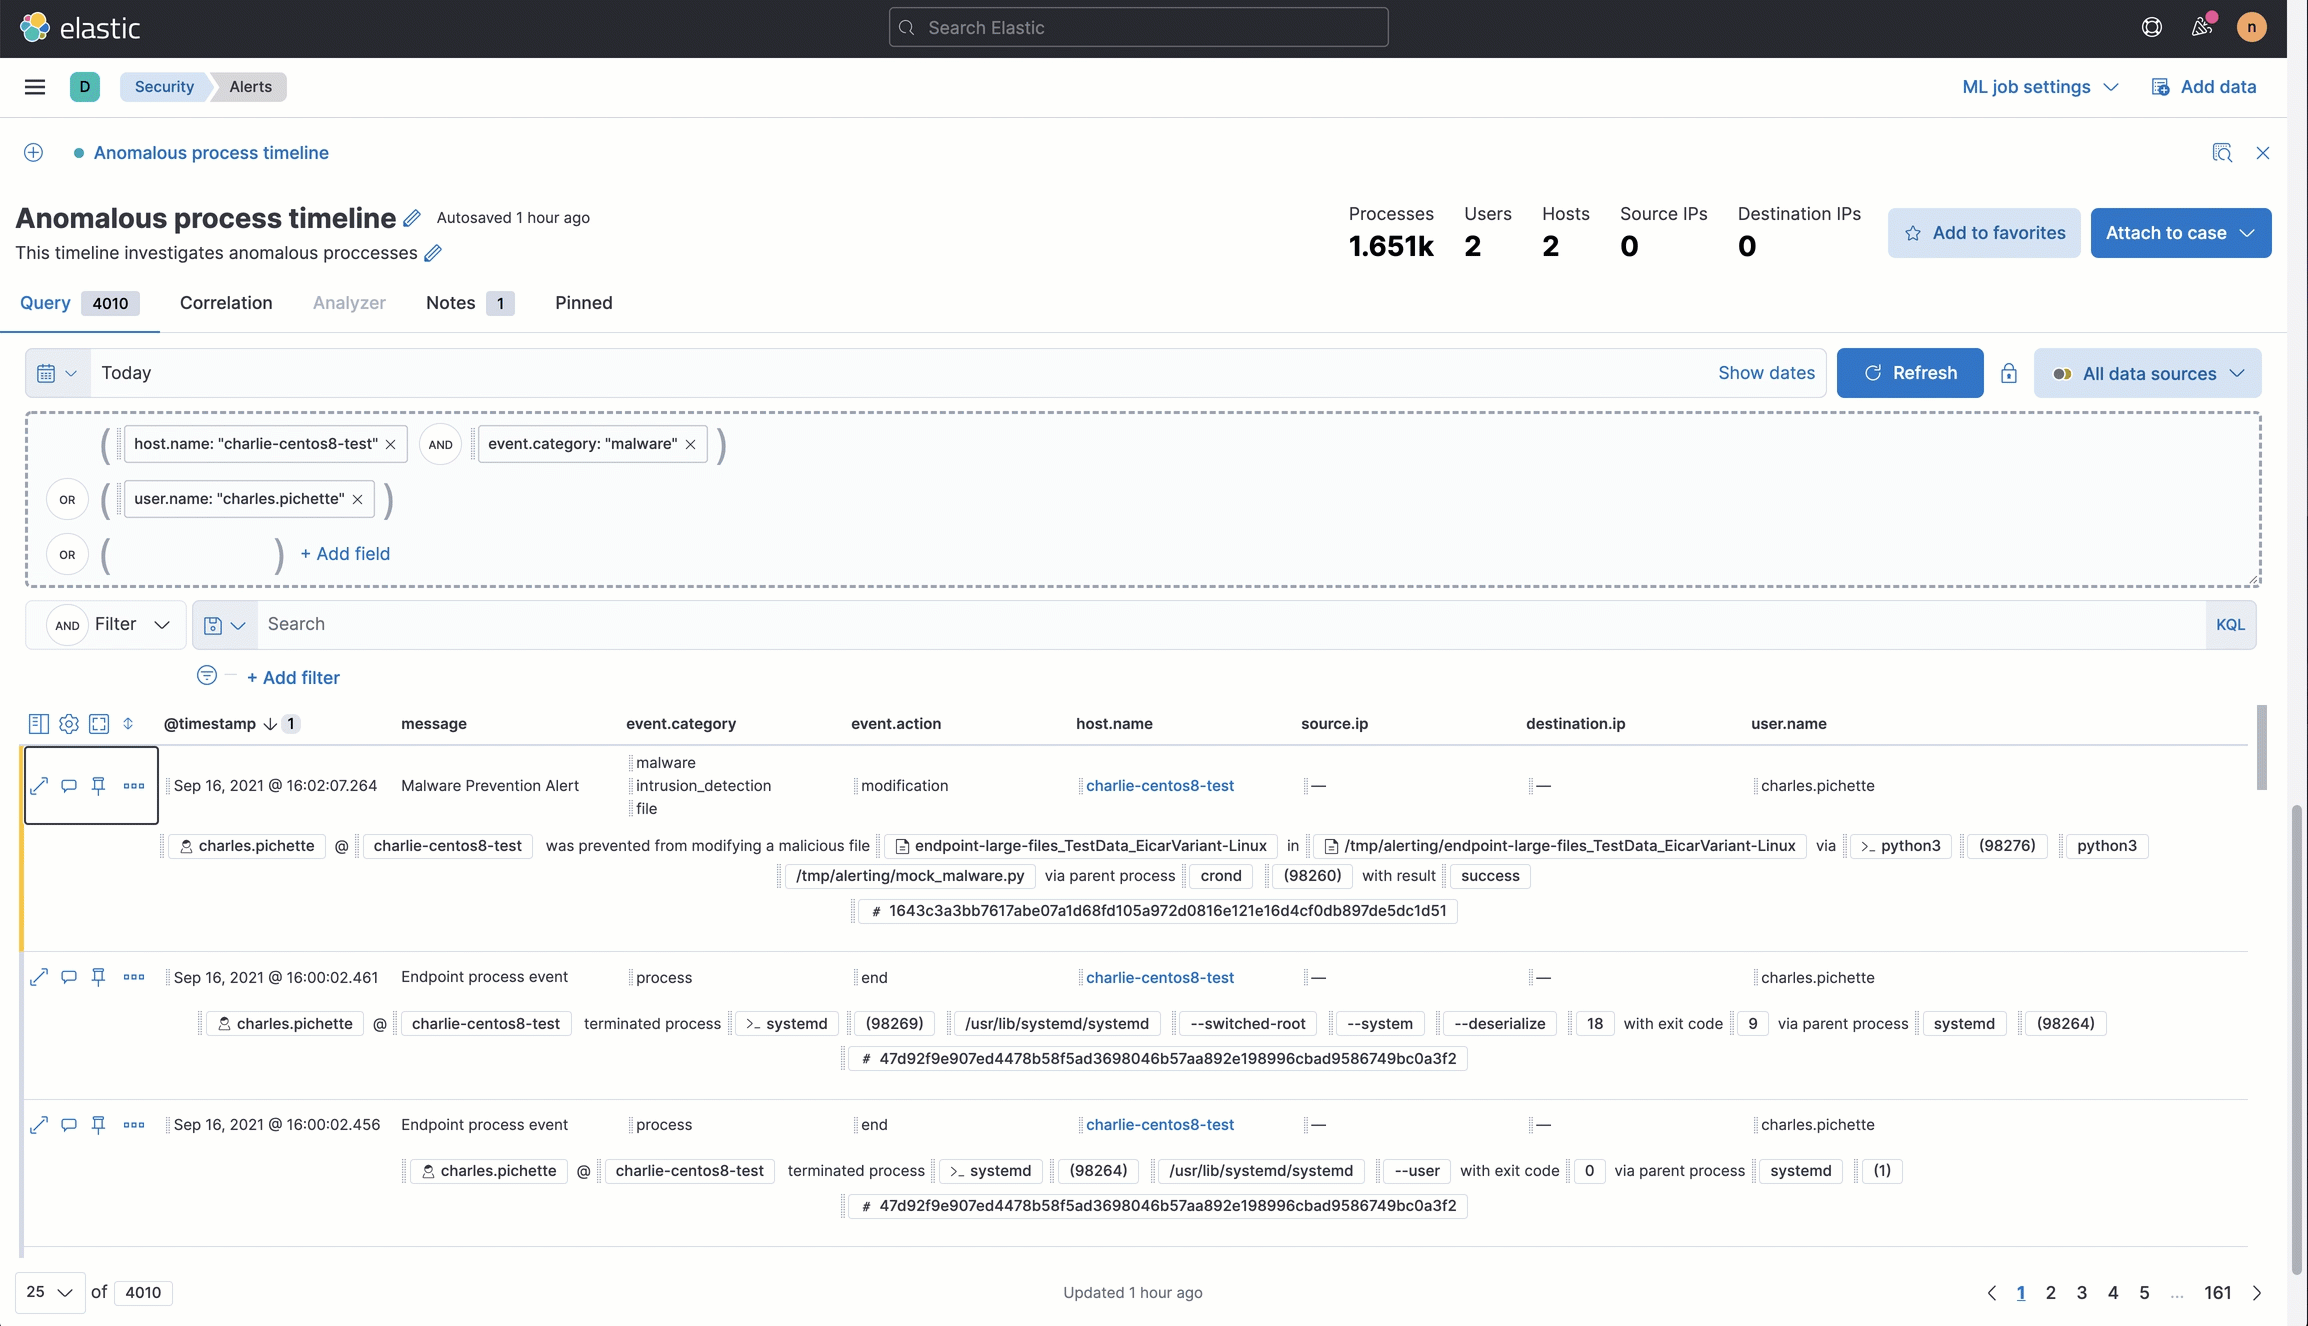 elastic
Search Elastic
n
D Security Alerts
ML job settings Add data
Anomalous process timeline
Anomalous process timeline Autosaved 1 hour ago
This timeline investigates anomalous proccesses
Processes Users Hosts Source IPs Destination IPs
1.651k 2 2 0 0
Add to favorites Attach to case
Query 4010 Correlation Analyzer Notes 1 Pinned
Today Show dates Refresh All data sources
( host.name: "charlie-centos8-test" × AND event.category: "malware" × )
OR ( user.name: "charles.pichette" × )
OR ( ) + Add field
AND Filter Search KQL
+ Add filter
@timestamp ↓ 1 message event.category event.action host.name source.ip destination.ip user.name
malware
Sep 16, 2021 @ 16:02:07.264 Malware Prevention Alert intrusion_detection modification charlie-centos8-test — — charles.pichette
file
charles.pichette @ charlie-centos8-test was prevented from modifying a malicious file endpoint-large-files_TestData_EicarVariant-Linux in /tmp/alerting/endpoint-large-files_TestData_EicarVariant-Linux via >_ python3 (98276) python3
/tmp/alerting/mock_malware.py via parent process crond (98260) with result success
# 1643c3a3bb7617abe07a1d68fd105a972d0816e121e16d4cf0db897de5dc1d51
Sep 16, 2021 @ 16:00:02.461 Endpoint process event process end charlie-centos8-test — — charles.pichette
charles.pichette @ charlie-centos8-test terminated process >_ systemd (98269) /usr/lib/systemd/systemd --switched-root --system --deserialize 18 with exit code 9 via parent process systemd (98264)
# 47d92f9e907ed4478b58f5ad3698046b57aa892e198996cbad9586749bc0a3f2
Sep 16, 2021 @ 16:00:02.456 Endpoint process event process end charlie-centos8-test — — charles.pichette
charles.pichette @ charlie-centos8-test terminated process >_ systemd (98264) /usr/lib/systemd/systemd --user with exit code 0 via parent process systemd (1)
# 47d92f9e907ed4478b58f5ad3698046b57aa892e198996cbad9586749bc0a3f2
25 of 4010 Updated 1 hour ago 1 2 3 4 5 ... 161